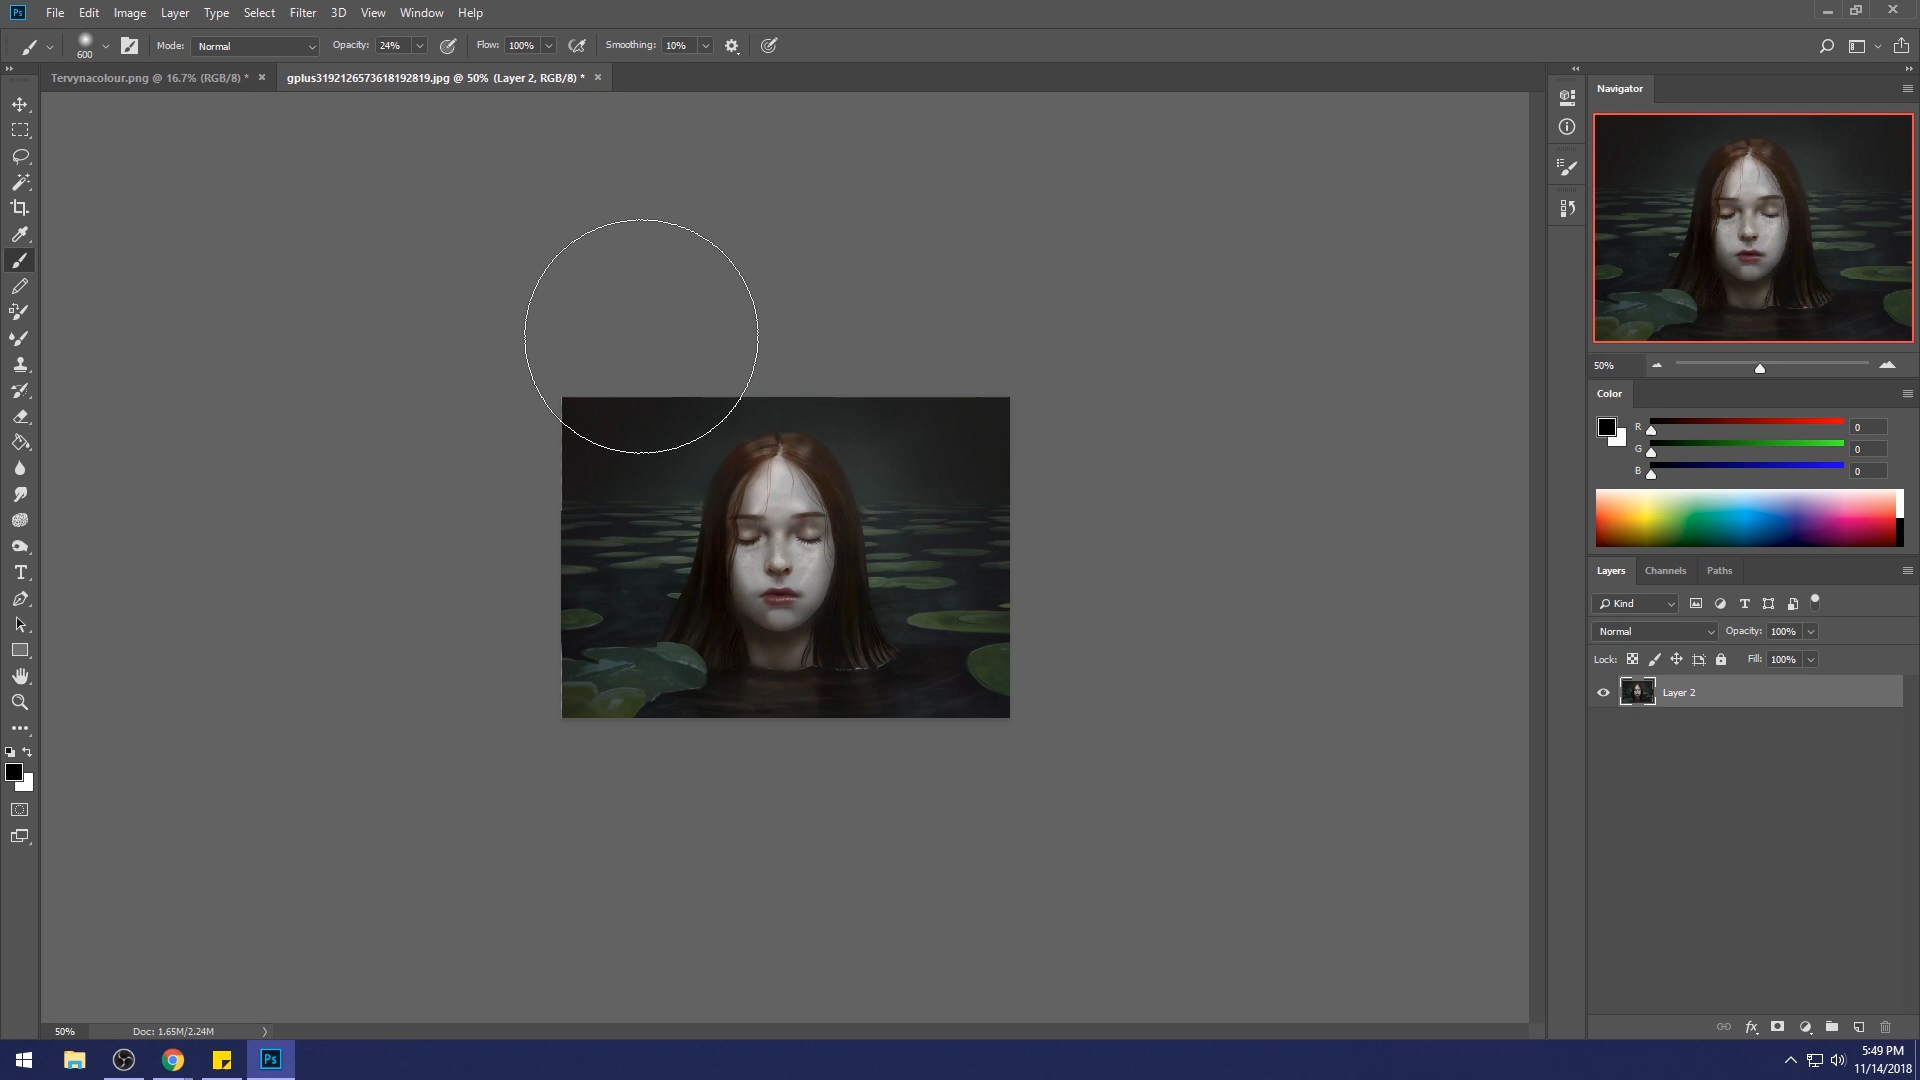 Ps File Edit Image Layer Type Select Filter 3D View Window Help
600 Mode: Normal Opacity: 24% Flow: 100% Smoothing: 10%
Tervynacolour.png @ 16.7% (RGB/8) * × gplus3192126573618192819.jpg @ 50% (Layer 2, RGB/8) * ×
Navigator
50%
Color
R 0
G 0
B 0
Layers Channels Paths
Kind
Normal Opacity: 100%
Lock: Fill: 100%
Layer 2
T
fx
50% Doc: 1.65M/2.24M
Ps
5:49 PM
11/14/2018